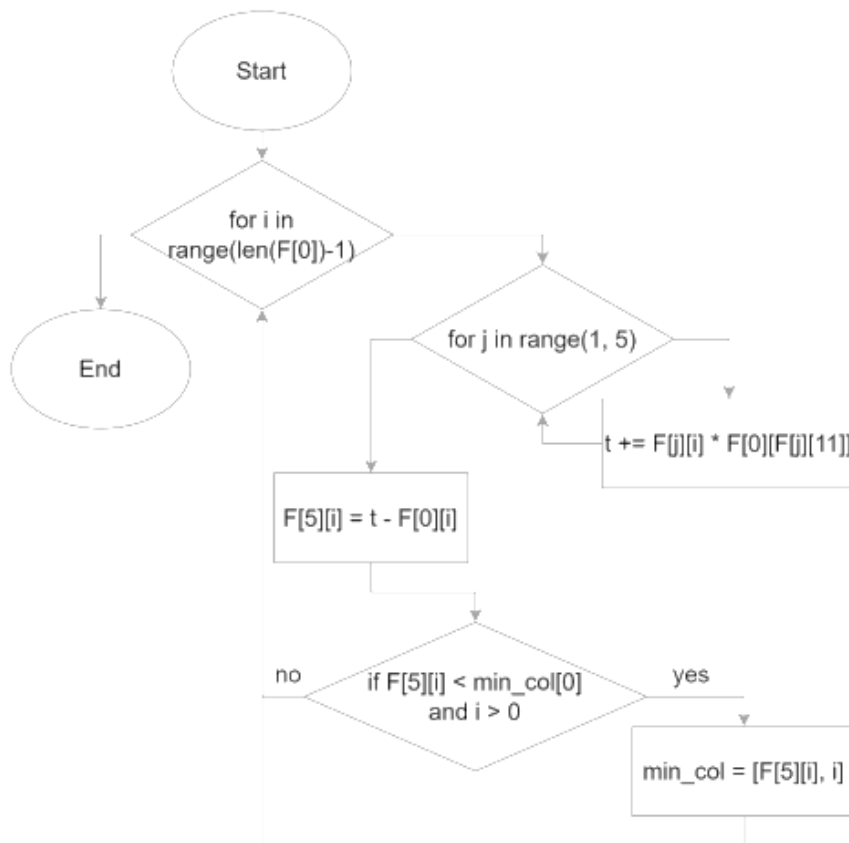 Start
for i in
range(len(F[0])-1)
for j in range(1, 5)
End
t += F[j][i] * F[0][F[j][11]]
F[5][i] = t - F[0][i]
no
if F[5][i] < min_col[0]
and i > 0
yes
min_col = [F[5][i], i]